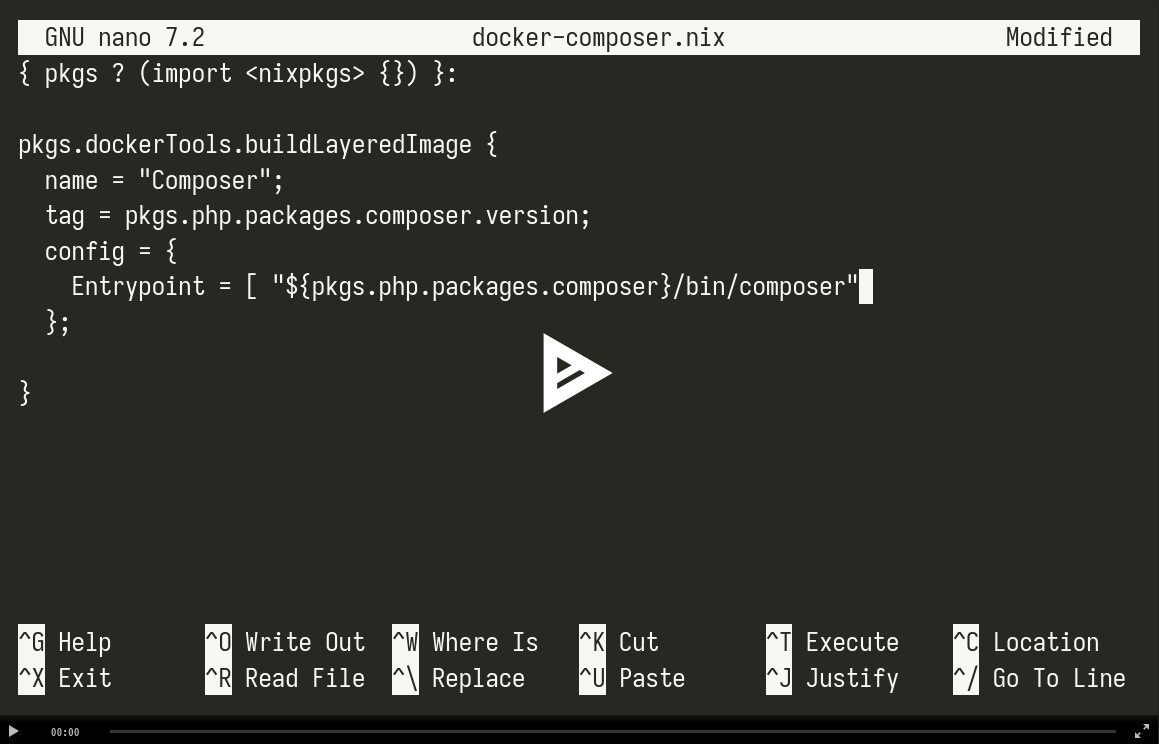 GNU nano 7.2 docker-composer.nix Modified
{ pkgs ? (import <nixpkgs> {}) }:
pkgs.dockerTools.buildLayeredImage {
  name = "Composer";
  tag = pkgs.php.packages.composer.version;
  config = {
    Entrypoint = [ "${pkgs.php.packages.composer}/bin/composer"
  };
}
^G Help ^O Write Out ^W Where Is ^K Cut ^T Execute ^C Location
^X Exit ^R Read File ^\ Replace ^U Paste ^J Justify ^/ Go To Line
00:00